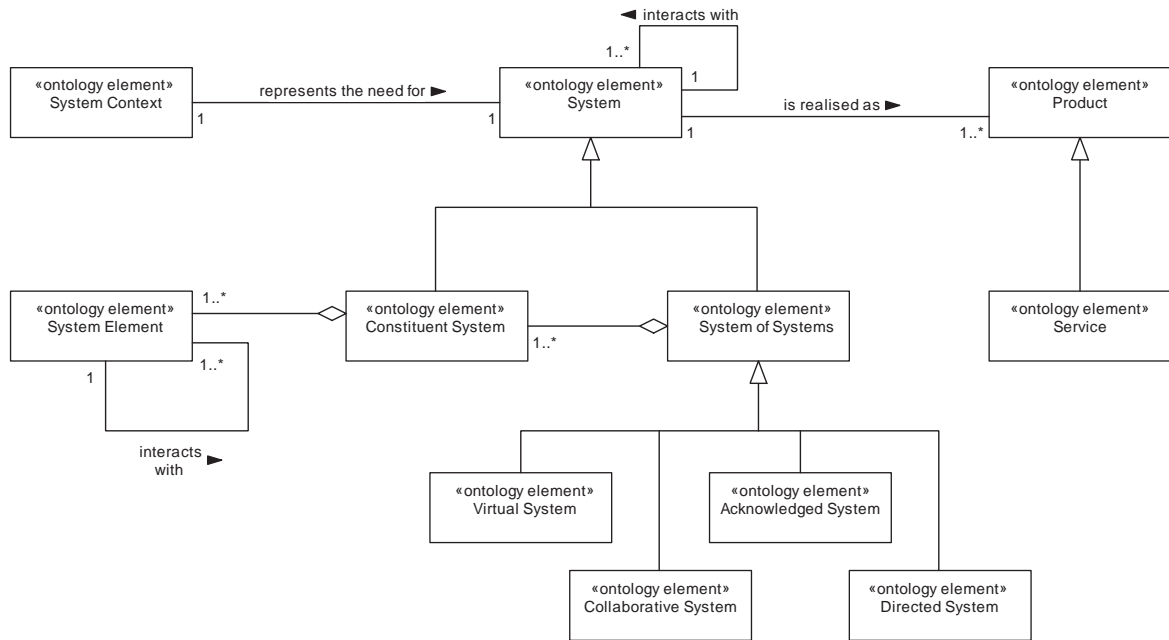 ◄ interacts with
1..*
1
«ontology element»
System Context
represents the need for ►
1
1
«ontology element»
System
is realised as ►
1
1..*
«ontology element»
Product
«ontology element»
System Element
1..*
«ontology element»
Constituent System
1..*
«ontology element»
System of Systems
«ontology element»
Service
1
1..*
interacts
with ►
«ontology element»
Virtual System
«ontology element»
Acknowledged System
«ontology element»
Collaborative System
«ontology element»
Directed System